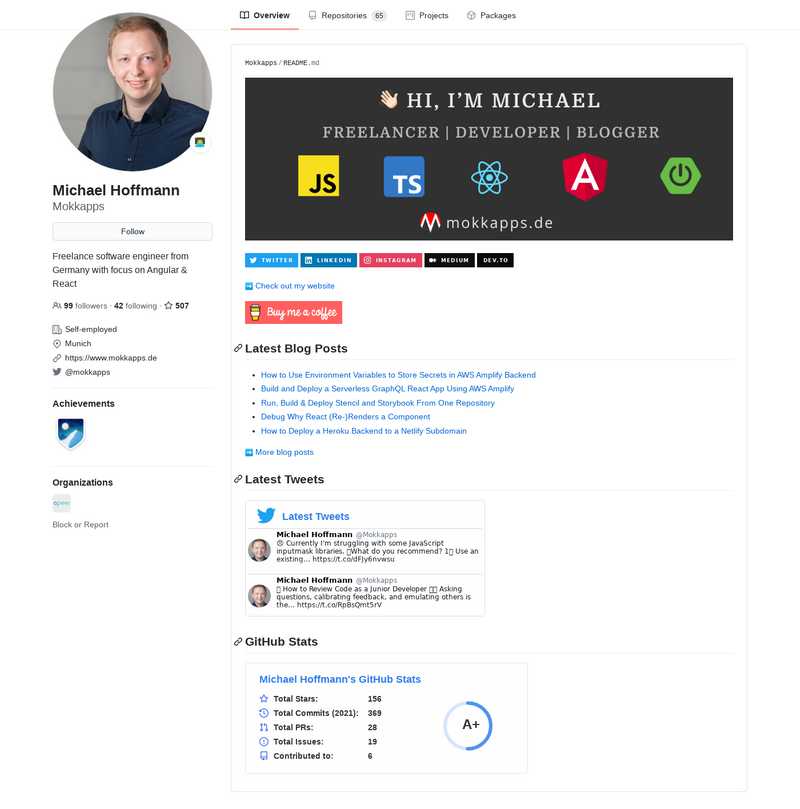 Overview
Repositories 65
Projects
Packages
Michael Hoffmann
Mokkapps
Follow
Freelance software engineer from
Germany with focus on Angular &
React
99 followers · 42 following · 507
Self-employed
Munich
https://www.mokkapps.de
@mokkapps
Achievements
Organizations
apeer
Block or Report
Mokkapps / README.md
👋🏻 HI, I'M MICHAEL
FREELANCER | DEVELOPER | BLOGGER
JS
TS
A
mokkapps.de
TWITTER
LINKEDIN
INSTAGRAM
MEDIUM
DEV.TO
➡️ Check out my website
Buy me a coffee
Latest Blog Posts
• How to Use Environment Variables to Store Secrets in AWS Amplify Backend
• Build and Deploy a Serverless GraphQL React App Using AWS Amplify
• Run, Build & Deploy Stencil and Storybook From One Repository
• Debug Why React (Re-)Renders a Component
• How to Deploy a Heroku Backend to a Netlify Subdomain
➡️ More blog posts
Latest Tweets
Latest Tweets
Michael Hoffmann @Mokkapps
Currently I'm struggling with some JavaScript
inputmask libraries. What do you recommend? 1 Use an
existing... https://t.co/dFJy6nvwsu
Michael Hoffmann @Mokkapps
How to Review Code as a Junior Developer Asking
questions, calibrating feedback, and emulating others is
the... https://t.co/RpBsQmt5rV
GitHub Stats
Michael Hoffmann's GitHub Stats
Total Stars: 156
Total Commits (2021): 369
Total PRs: 28
Total Issues: 19
Contributed to: 6
A+